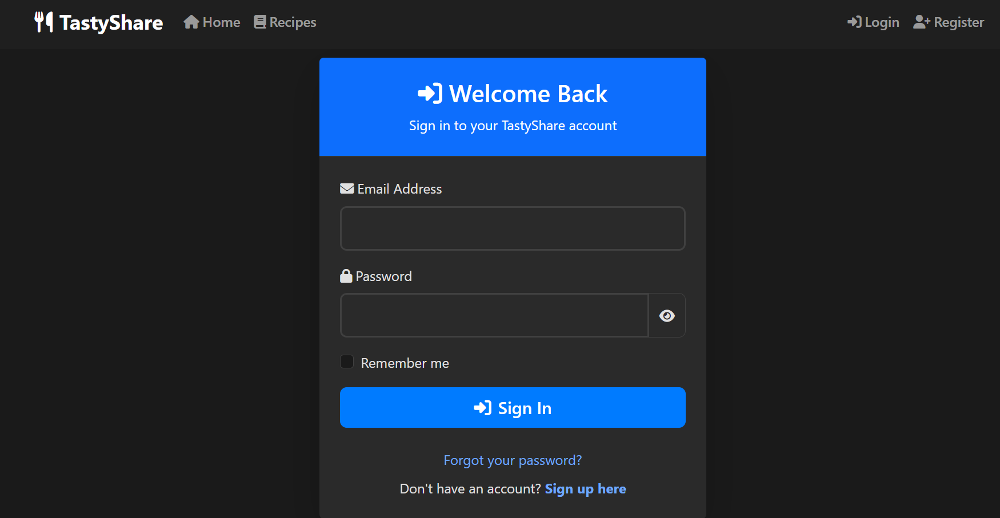 TastyShare Home Recipes Login Register
Welcome Back
Sign in to your TastyShare account
Email Address
Password
Remember me
Sign In
Forgot your password?
Don't have an account? Sign up here